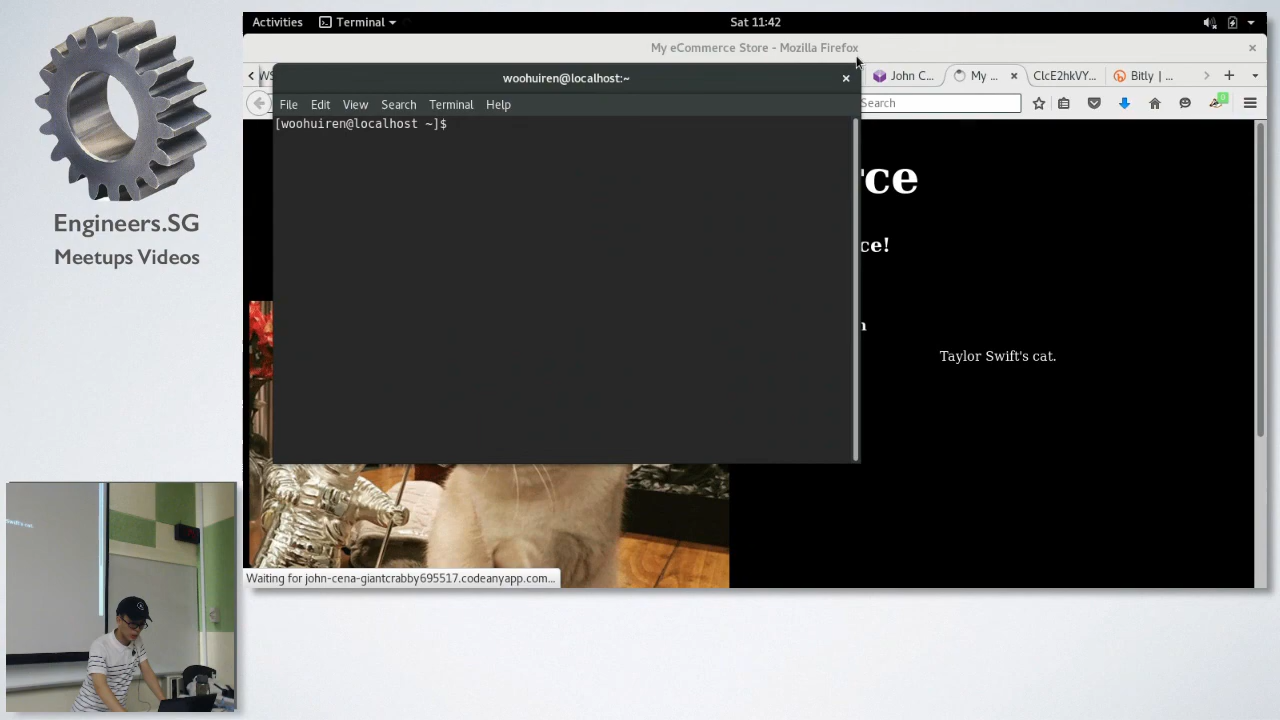 Activities
Terminal
Sat 11:42
My eCommerce Store - Mozilla Firefox
woohuiren@localhost:~
John C...
My ...
ClcE2hkVY...
Bitly | ...
File Edit View Search Terminal Help
Search
0
[woohuiren@localhost ~]$
rce
ce!
Taylor Swift's cat.
Waiting for john-cena-giantcrabby695517.codeanyapp.com...
Engineers.SG
Meetups Videos